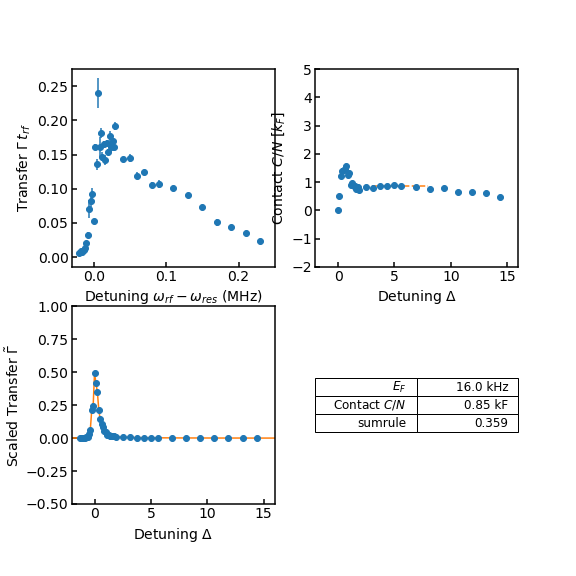 Transfer Γ t_rf
0.25
0.20
0.15
0.10
0.05
0.00
0.0 0.1 0.2
Detuning ω_rf − ω_res (MHz)
Contact C/N [k_F]
5
4
3
2
1
0
−1
−2
0 5 10 15
Detuning Δ
Scaled Transfer Γ̃
1.00
0.75
0.50
0.25
0.00
−0.25
−0.50
0 5 10 15
Detuning Δ
E_F 16.0 kHz
Contact C/N 0.85 kF
sumrule 0.359